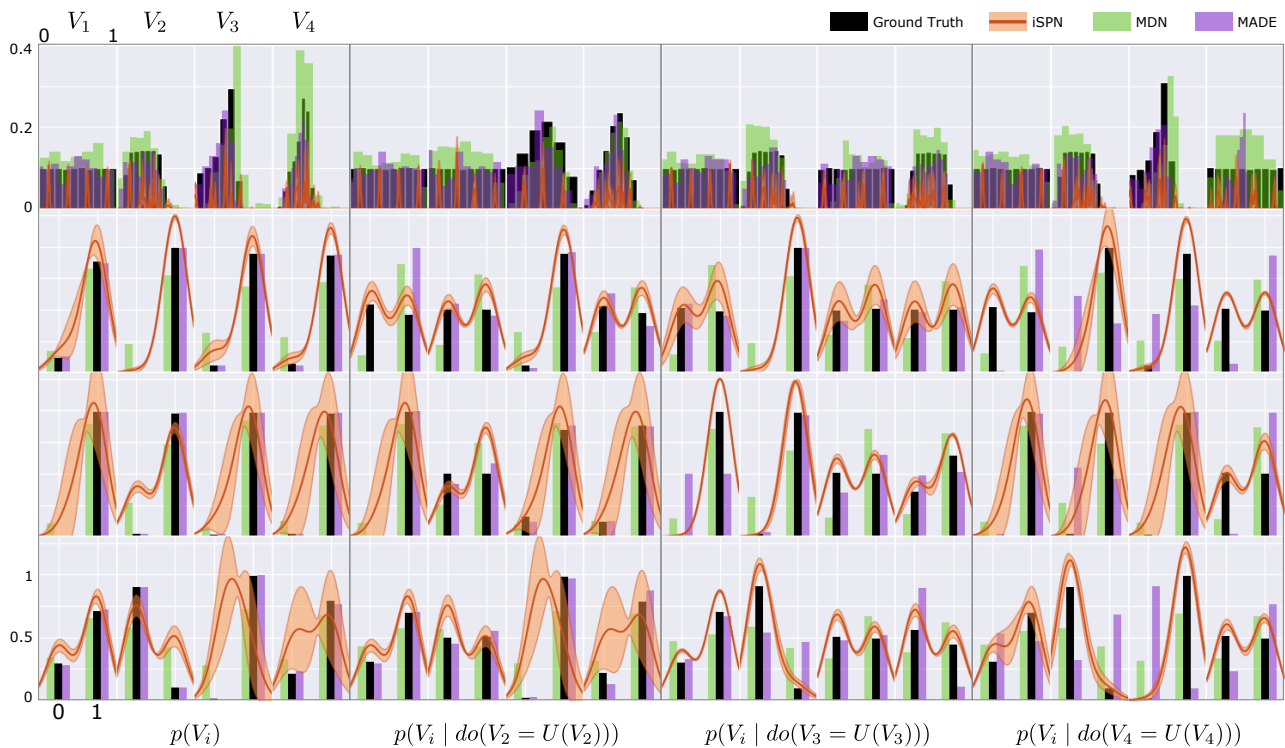 V1 V2 V3 V4
Ground Truth iSPN MDN MADE
0 1
0.4
0.2
0
1
0.5
0
0 1
p(Vi) p(Vi | do(V2 = U(V2))) p(Vi | do(V3 = U(V3))) p(Vi | do(V4 = U(V4)))